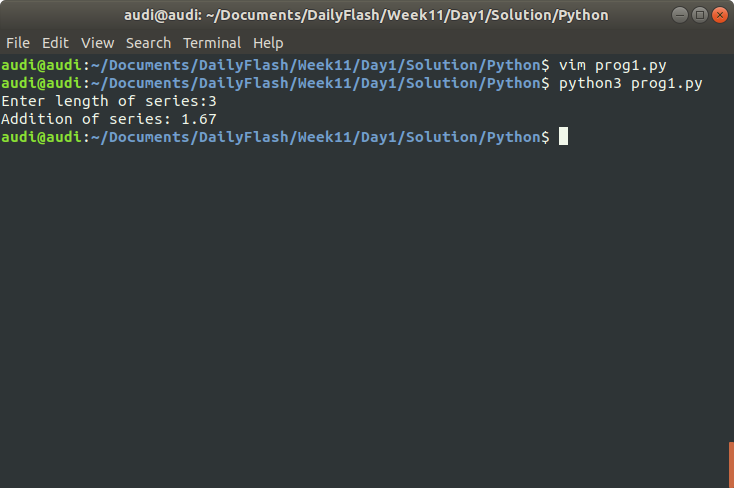 audi@audi: ~/Documents/DailyFlash/Week11/Day1/Solution/Python
File Edit View Search Terminal Help
audi@audi:~/Documents/DailyFlash/Week11/Day1/Solution/Python$ vim prog1.py
audi@audi:~/Documents/DailyFlash/Week11/Day1/Solution/Python$ python3 prog1.py
Enter length of series:3
Addition of series: 1.67
audi@audi:~/Documents/DailyFlash/Week11/Day1/Solution/Python$